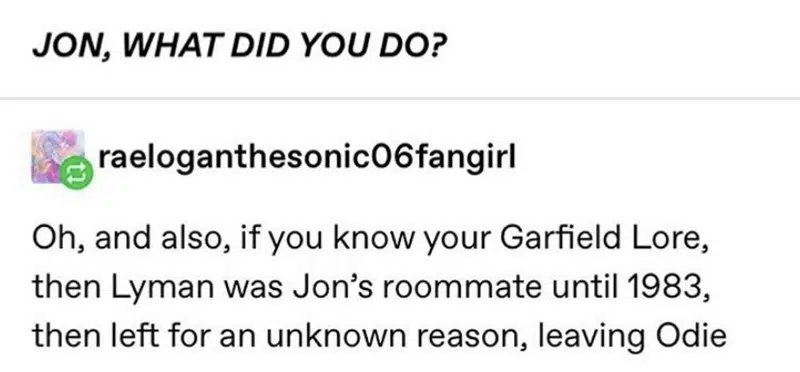 JON, WHAT DID YOU DO?
raeloganthesonic06fangirl
Oh, and also, if you know your Garfield Lore,
then Lyman was Jon’s roommate until 1983,
then left for an unknown reason, leaving Odie